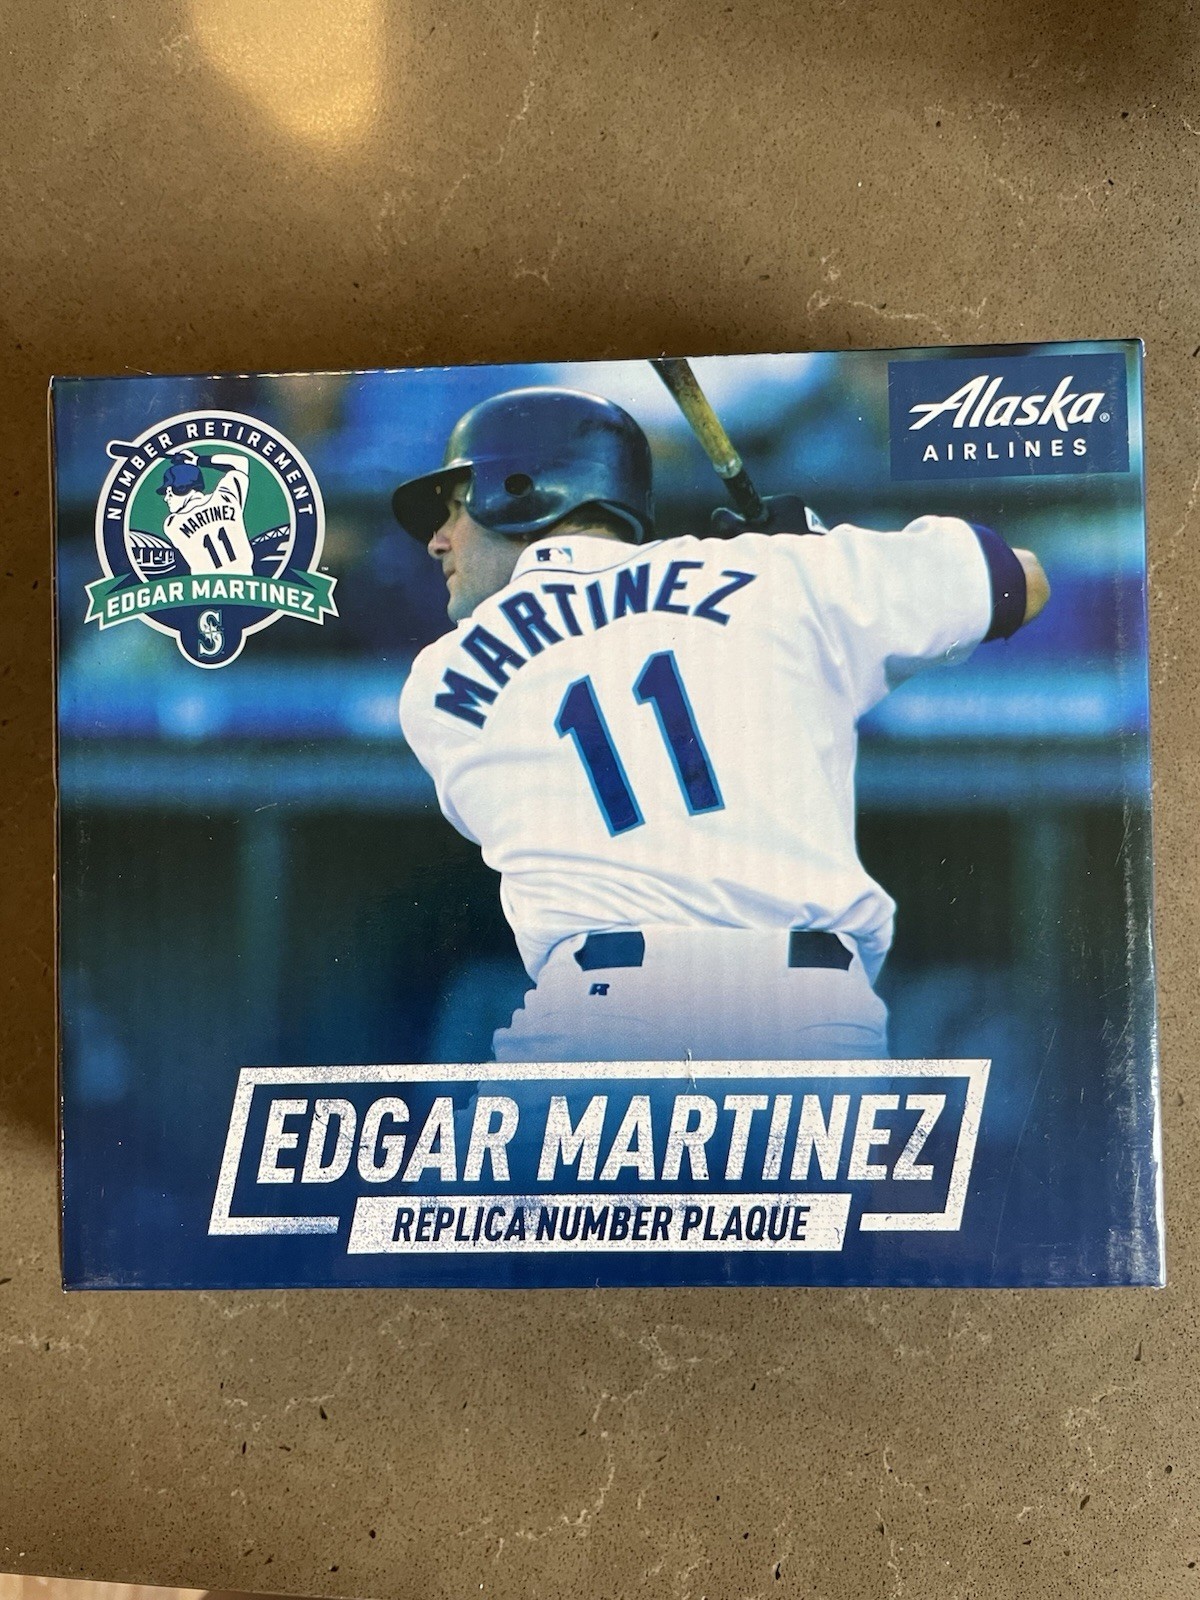 NUMBER RETIREMENT
MARTINEZ
11
EDGAR MARTINEZ
S
Alaska®
AIRLINES
MARTINEZ
11
R
EDGAR MARTINEZ
REPLICA NUMBER PLAQUE